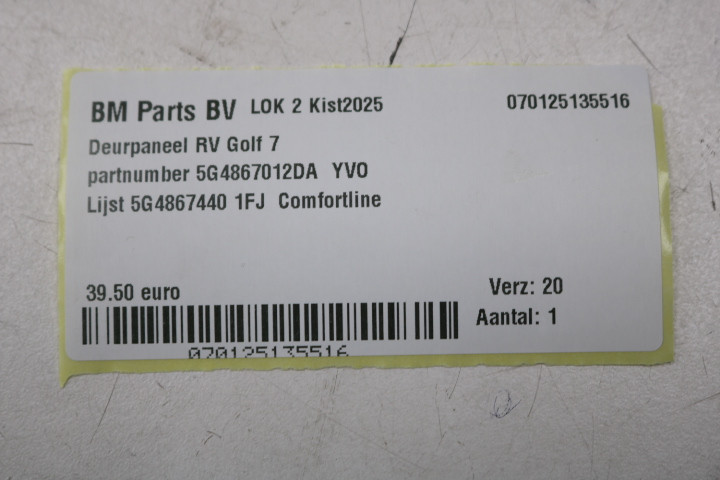 BM Parts BV LOK 2 Kist2025 070125135516
Deurpaneel RV Golf 7
partnumber 5G4867012DA YVO
Lijst 5G4867440 1FJ Comfortline
39.50 euro Verz: 20
Aantal: 1
070125135516